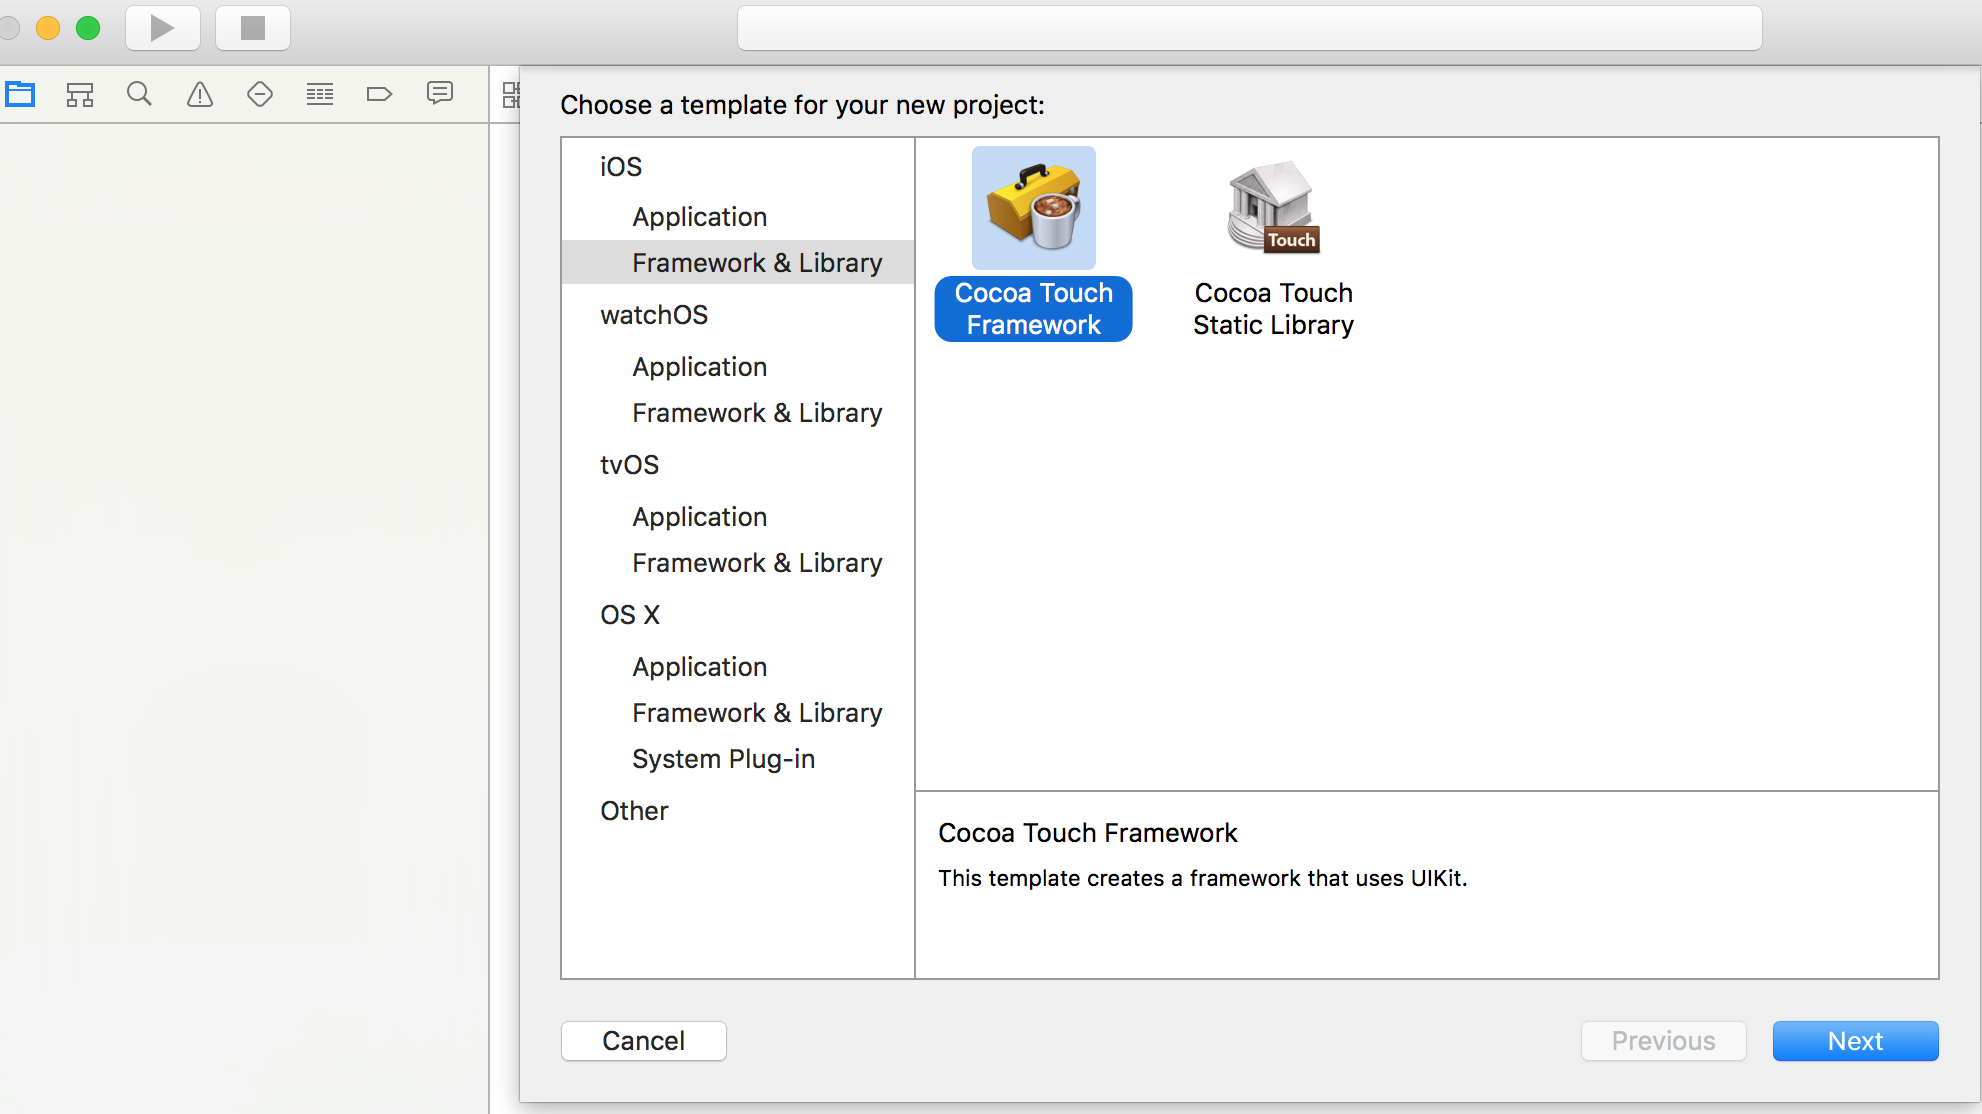 Choose a template for your new project:
iOS
Application
Framework & Library
watchOS
Application
Framework & Library
tvOS
Application
Framework & Library
OS X
Application
Framework & Library
System Plug-in
Other
Touch
Cocoa Touch
Framework
Cocoa Touch
Static Library
Cocoa Touch Framework
This template creates a framework that uses UIKit.
Cancel
Previous
Next